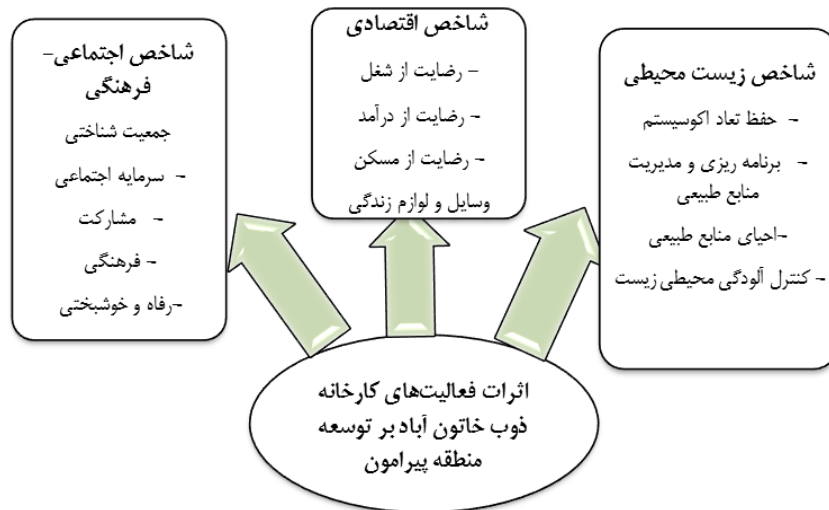 شاخص زیست محیطی
- حفظ تعاد اکوسیستم
- برنامه ریزی و مدیریت
منابع طبیعی
-احیای منابع طبیعی
- کنترل آلودگی محیطی زیست
شاخص اقتصادی
- رضایت از شغل
- رضایت از درآمد
- رضایت از مسکن
وسایل و لوازم زندگی
شاخص اجتماعی-
فرهنگی
جمعیت شناختی
- سرمایه اجتماعی
- مشارکت
- فرهنگی
-رفاه و خوشبختی
اثرات فعالیت‌های کارخانه
ذوب خاتون آباد بر توسعه
منطقه پیرامون